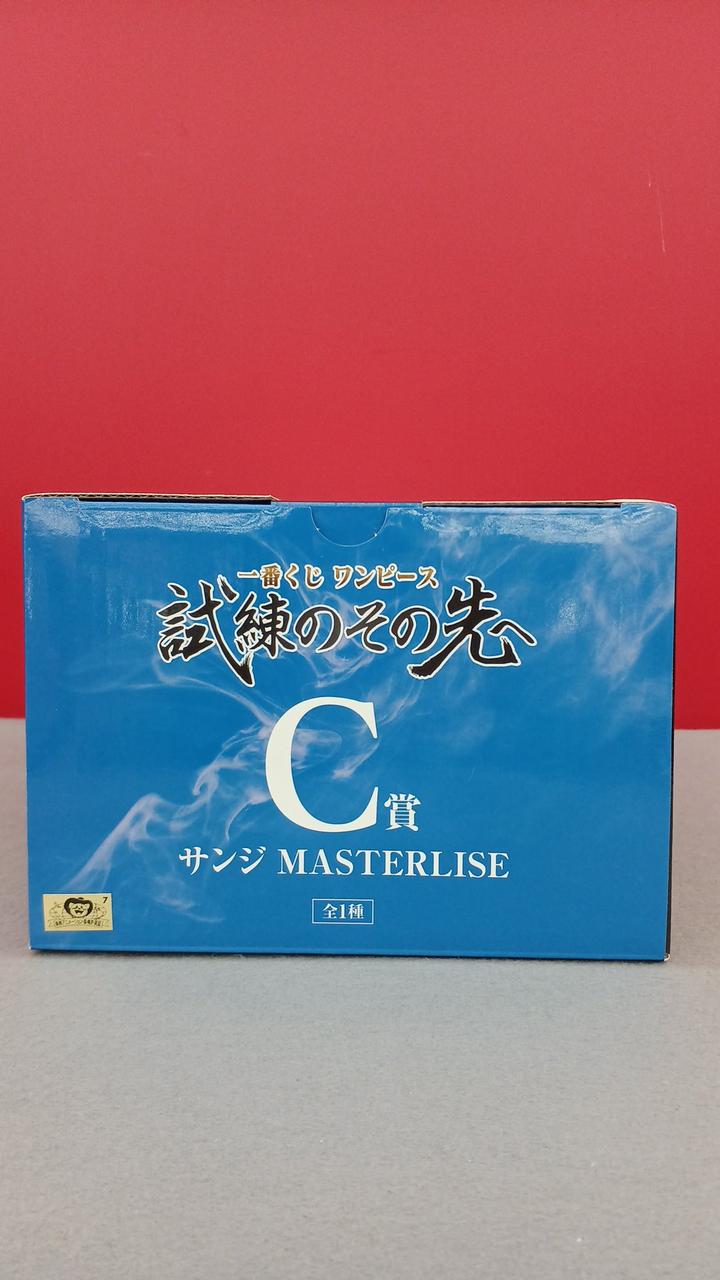 一番くじ ワンピース
試練のその先へ
C賞
サンジ MASTERLISE
全1種
7